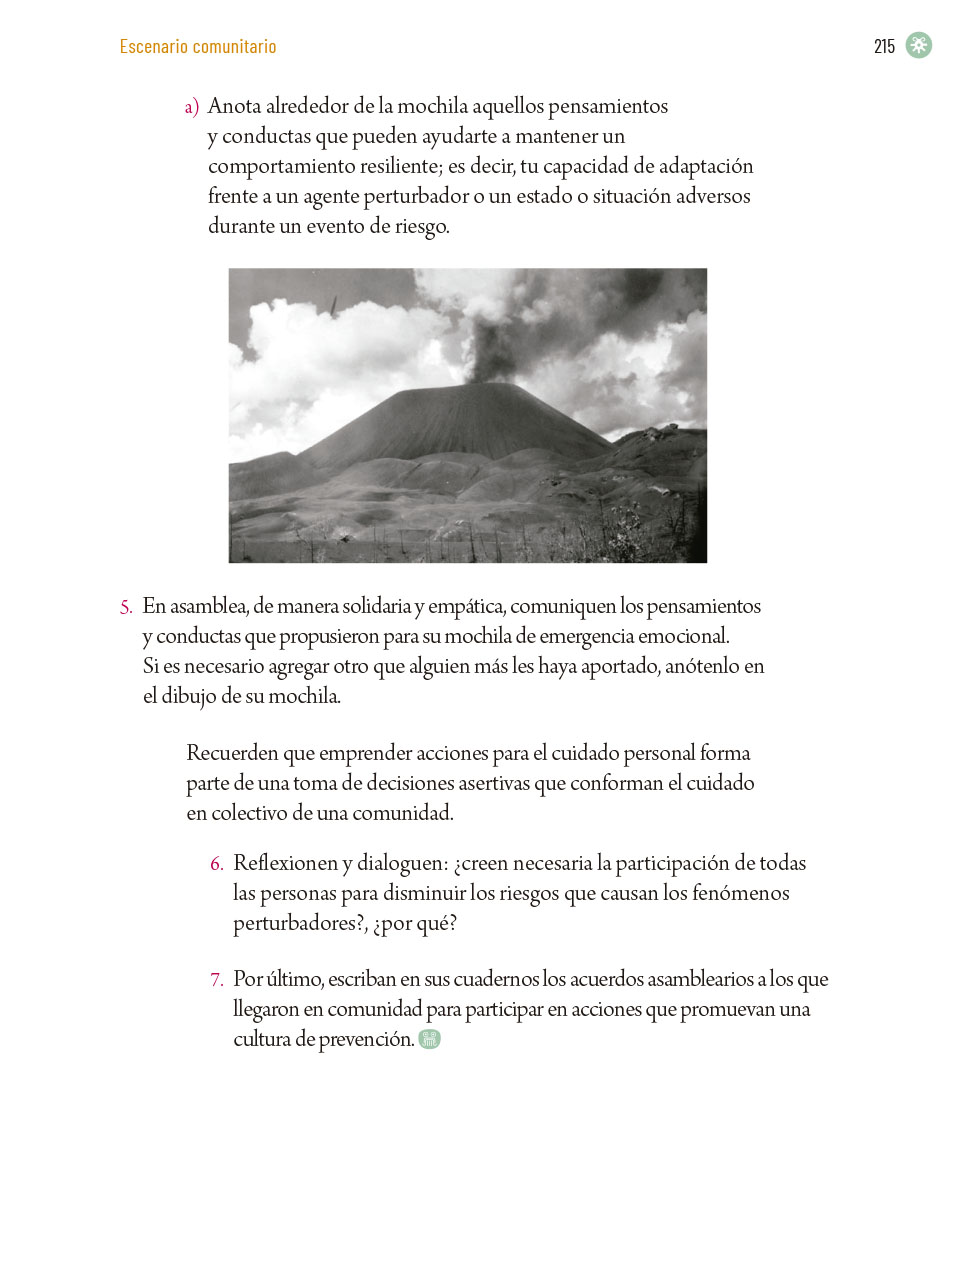 Escenario comunitario
215
a) Anota alrededor de la mochila aquellos pensamientos
y conductas que pueden ayudarte a mantener un
comportamiento resiliente; es decir, tu capacidad de adaptación
frente a un agente perturbador o un estado o situación adversos
durante un evento de riesgo.
5. En asamblea, de manera solidaria y empática, comuniquen los pensamientos
y conductas que propusieron para su mochila de emergencia emocional.
Si es necesario agregar otro que alguien más les haya aportado, anótenlo en
el dibujo de su mochila.
Recuerden que emprender acciones para el cuidado personal forma
parte de una toma de decisiones asertivas que conforman el cuidado
en colectivo de una comunidad.
6. Reflexionen y dialoguen: ¿creen necesaria la participación de todas
las personas para disminuir los riesgos que causan los fenómenos
perturbadores?, ¿por qué?
7. Por último, escriban en sus cuadernos los acuerdos asamblearios a los que
llegaron en comunidad para participar en acciones que promuevan una
cultura de prevención.